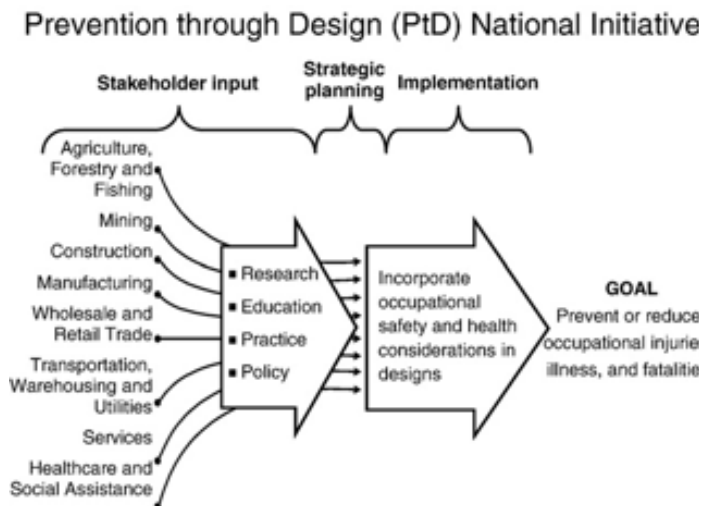 Prevention through Design (PtD) National Initiative
Stakeholder input
Strategic
planning
Implementation
Agriculture,
Forestry and
Fishing
Mining
Construction
Manufacturing
Wholesale and
Retail Trade
Transportation,
Warehousing and
Utilities
Services
Healthcare and
Social Assistance
▪ Research
▪ Education
▪ Practice
▪ Policy
Incorporate
occupational
safety and health
considerations in
designs
GOAL
Prevent or reduce
occupational injurie
illness, and fatalitie